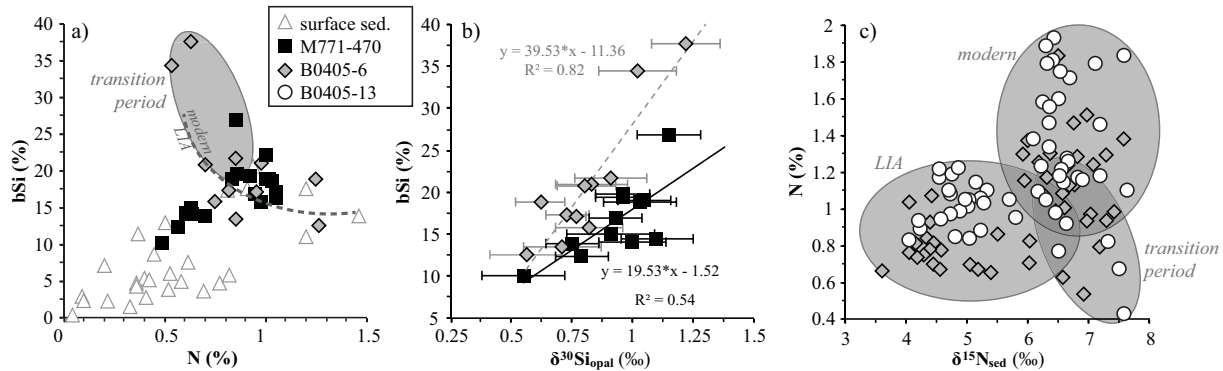 a)
surface sed.
M771-470
B0405-6
B0405-13
transition
period
modern
LIA
bSi (%)
40
35
30
25
20
15
10
5
0
0 0.5 1 1.5
N (%)
b)
y = 39.53*x - 11.36
R² = 0.82
y = 19.53*x - 1.52
R² = 0.54
bSi (%)
40
35
30
25
20
15
10
5
0.25 0.5 0.75 1 1.25 1.5
δ³⁰Siopal (‰)
c)
modern
LIA
transition
period
N (%)
2
1.8
1.6
1.4
1.2
1
0.8
0.6
0.4
3 4 5 6 7 8
δ¹⁵Nsed (‰)